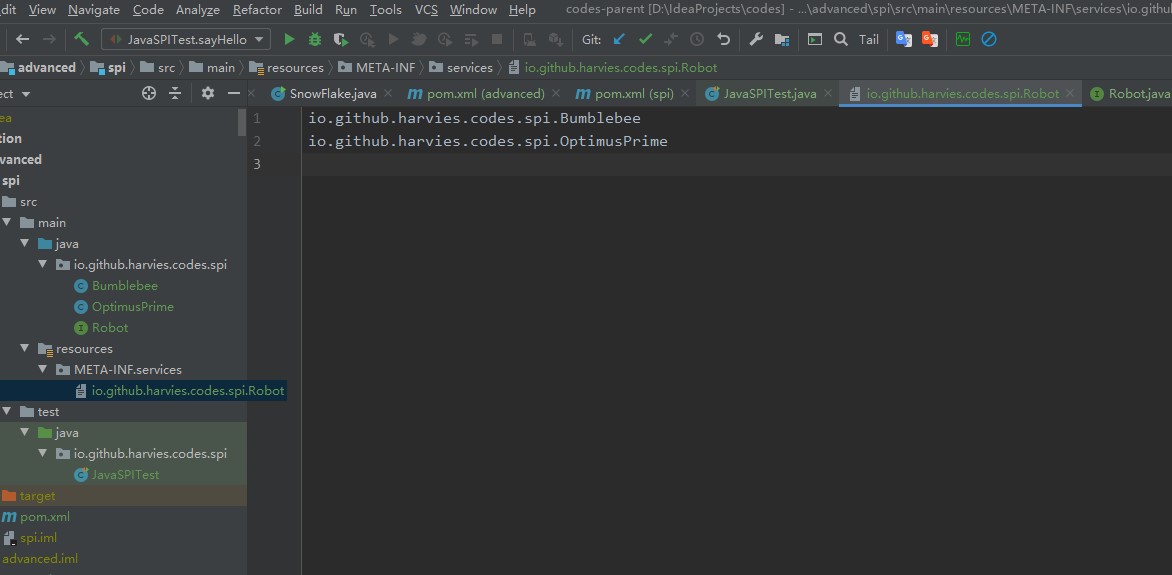 dit View Navigate Code Analyze Refactor Build Run Tools VCS Window Help codes-parent [D:\IdeaProjects\codes] - ...\advanced\spi\src\main\resources\META-INF\services\io.github
JavaSPITest.sayHello Git: Tail
advanced spi src main resources META-INF services io.github.harvies.codes.spi.Robot
ect SnowFlake.java pom.xml (advanced) pom.xml (spi) JavaSPITest.java io.github.harvies.codes.spi.Robot Robot.java
1 io.github.harvies.codes.spi.Bumblebee
2 io.github.harvies.codes.spi.OptimusPrime
3
ea
tion
vanced
spi
src
main
java
io.github.harvies.codes.spi
Bumblebee
OptimusPrime
Robot
resources
META-INF.services
io.github.harvies.codes.spi.Robot
test
java
io.github.harvies.codes.spi
JavaSPITest
target
pom.xml
spi.iml
advanced.iml